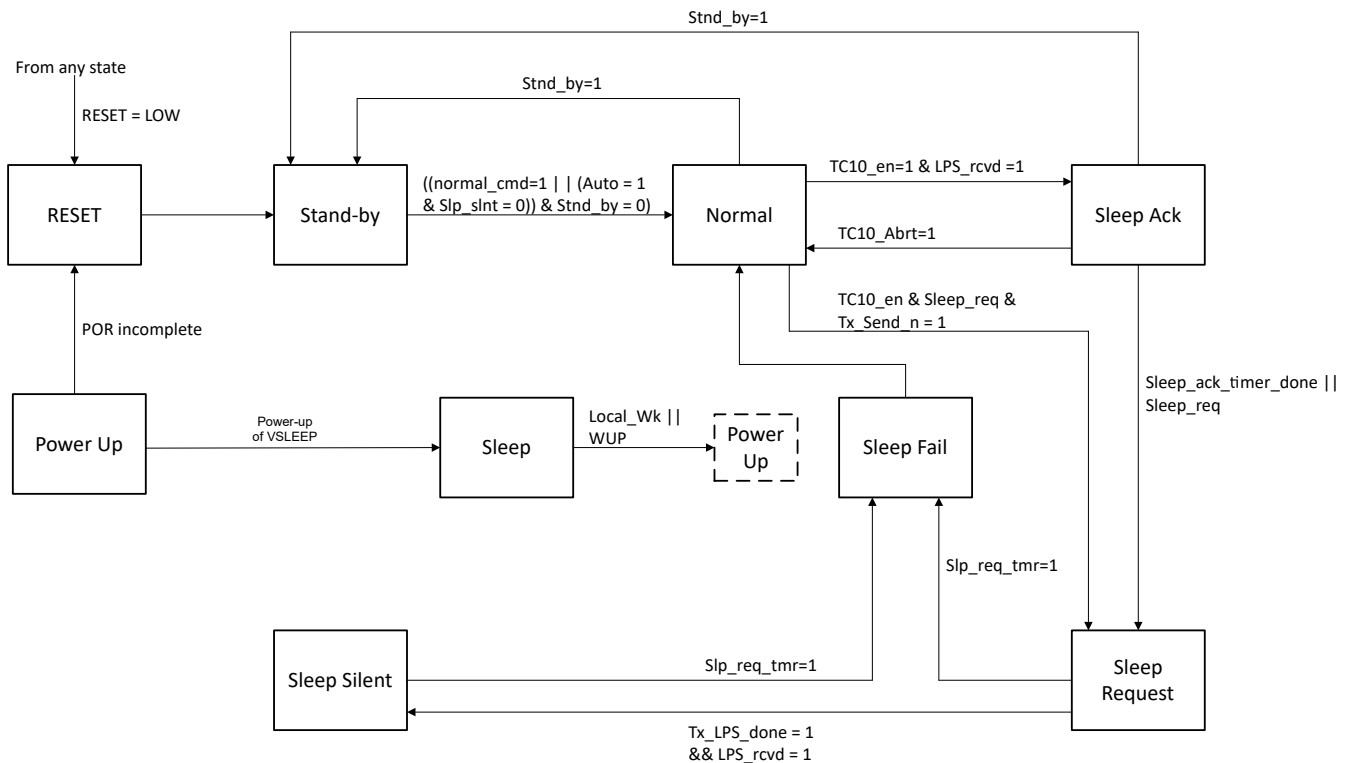 Stnd_by=1
From any state
Stnd_by=1
RESET = LOW
TC10_en=1 & LPS_rcvd =1
((normal_cmd=1 | | (Auto = 1
& Slp_slnt = 0)) & Stnd_by = 0)
RESET
Stand-by
Normal
Sleep Ack
TC10_Abrt=1
TC10_en & Sleep_req &
Tx_Send_n = 1
POR incomplete
Sleep_ack_timer_done ||
Sleep_req
Power Up
Power-up
of VSLEEP
Sleep
Local_Wk ||
WUP
Power
Up
Sleep Fail
Slp_req_tmr=1
Sleep Silent
Slp_req_tmr=1
Sleep
Request
Tx_LPS_done = 1
&& LPS_rcvd = 1